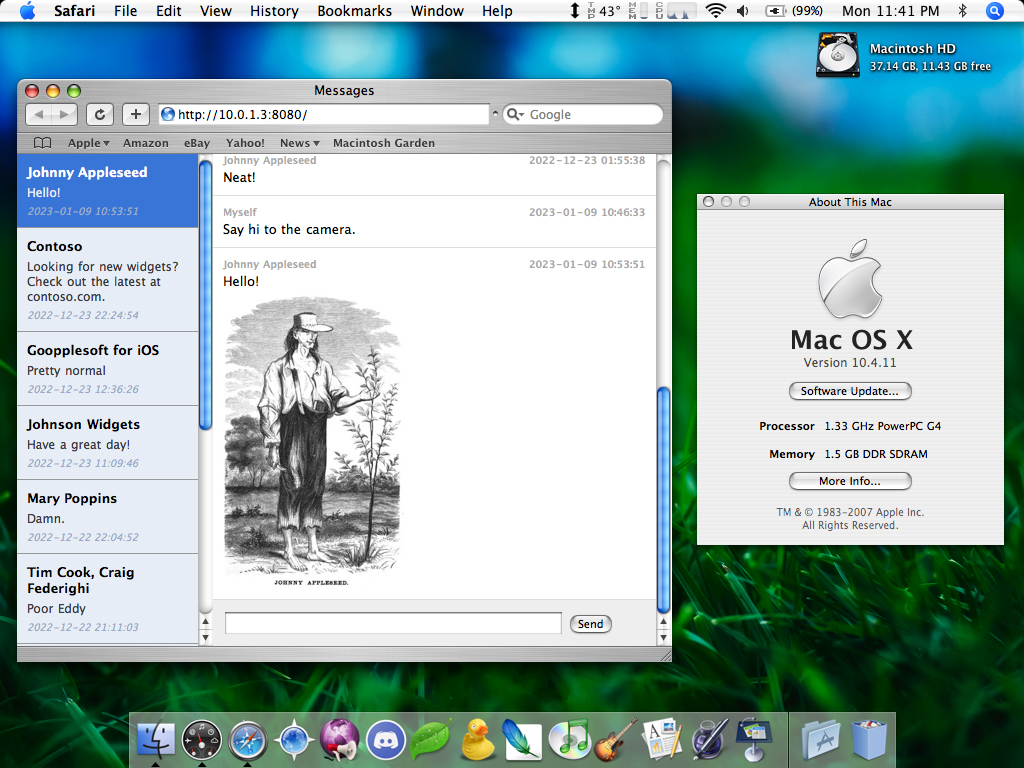 Safari File Edit View History Bookmarks Window Help
TMP 43° MEM CPU (99%) Mon 11:41 PM
Macintosh HD
37.14 GB, 11.43 GB free
Messages
http://10.0.1.3:8080/
Google
Apple Amazon eBay Yahoo! News Macintosh Garden
Johnny Appleseed
Hello!
2023-01-09 10:53:51
Contoso
Looking for new widgets?
Check out the latest at
contoso.com.
2022-12-23 22:24:54
Goopplesoft for iOS
Pretty normal
2022-12-23 12:36:26
Johnson Widgets
Have a great day!
2022-12-23 11:09:46
Mary Poppins
Damn.
2022-12-22 22:04:52
Tim Cook, Craig
Federighi
Poor Eddy
2022-12-22 21:11:03
Johnny Appleseed 2022-12-23 01:55:38
Neat!
Myself 2023-01-09 10:46:33
Say hi to the camera.
Johnny Appleseed 2023-01-09 10:53:51
Hello!
JOHNNY APPLESEED.
Send
About This Mac
Mac OS X
Version 10.4.11
Software Update...
Processor 1.33 GHz PowerPC G4
Memory 1.5 GB DDR SDRAM
More Info...
TM & © 1983-2007 Apple Inc.
All Rights Reserved.